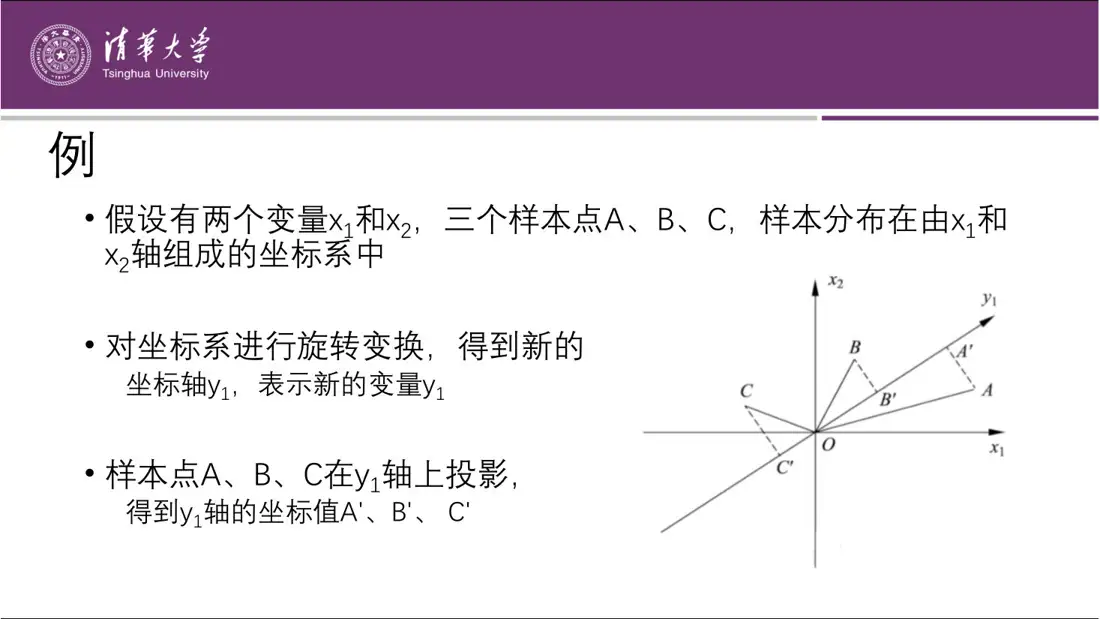 清华大学
Tsinghua University
例
• 假设有两个变量x₁和x₂，三个样本点A、B、C，样本分布在由x₁和
x₂轴组成的坐标系中
• 对坐标系进行旋转变换，得到新的
坐标轴y₁，表示新的变量y₁
• 样本点A、B、C在y₁轴上投影，
得到y₁轴的坐标值A'、B'、 C'
x₂
y₁
B
A'
C
B'
A
O
x₁
C'